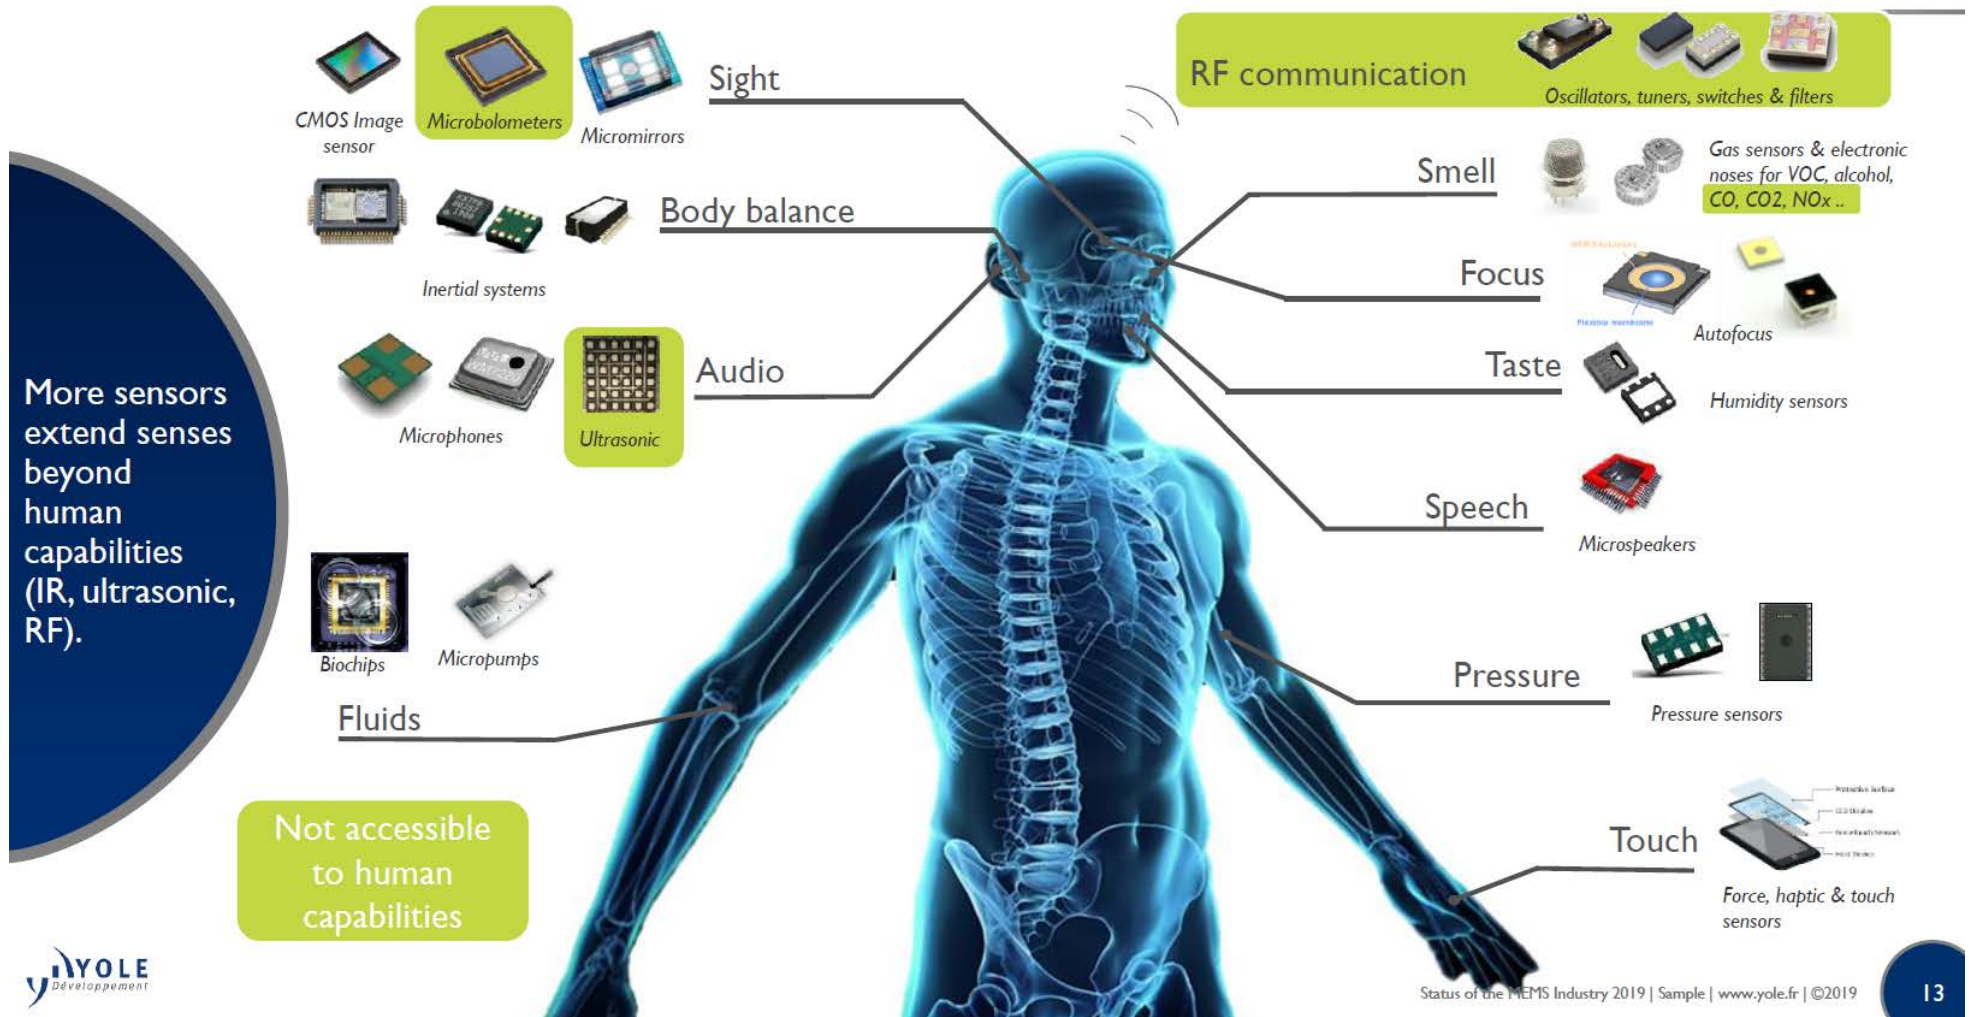 More sensors
extend senses
beyond
human
capabilities
(IR, ultrasonic,
RF).
CMOS Image
sensor
Microbolometers
Micromirrors
Sight
Inertial systems
Body balance
Microphones
Ultrasonic
Audio
Biochips
Micropumps
Fluids
Not accessible
to human
capabilities
RF communication
Oscillators, tuners, switches & filters
Smell
Gas sensors & electronic
noses for VOC, alcohol,
CO, CO2, NOx ..
Focus
Flexible membrane
Autofocus
Taste
Humidity sensors
Speech
Microspeakers
Pressure
Pressure sensors
Touch
Protective Surface
Force, haptic & touch
sensors
YOLE
Développement
Status of the MEMS Industry 2019 | Sample | www.yole.fr | ©2019
13